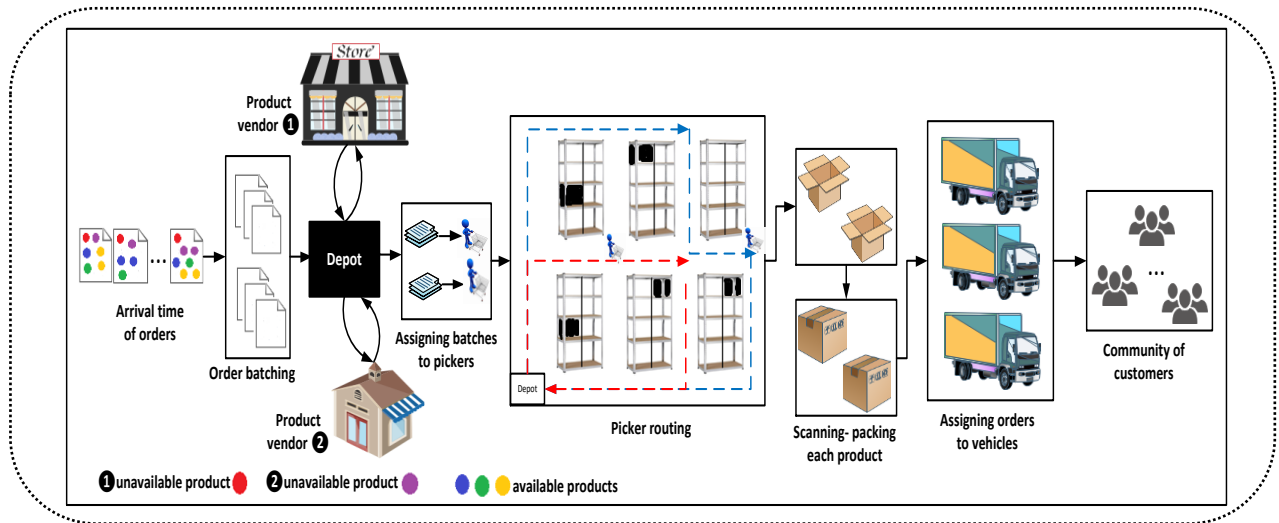 Store
Product
vendor 1
Depot
Arrival time
of orders
...
Order batching
Assigning batches
to pickers
Depot
Picker routing
Scanning- packing
each product
Assigning orders
to vehicles
...
Community of
customers
Product
vendor 2
1 unavailable product
2 unavailable product
available products